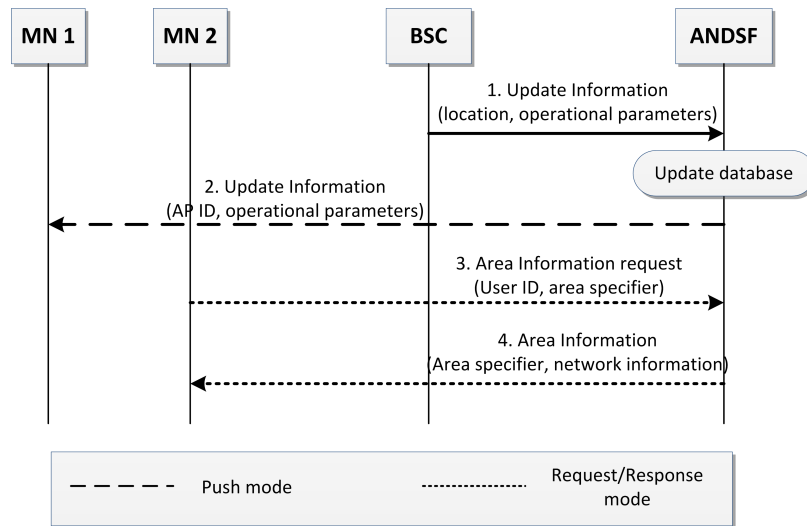 MN 1
MN 2
BSC
ANDSF
1. Update Information
(location, operational parameters)
Update database
2. Update Information
(AP ID, operational parameters)
3. Area Information request
(User ID, area specifier)
4. Area Information
(Area specifier, network information)
Push mode
Request/Response
mode